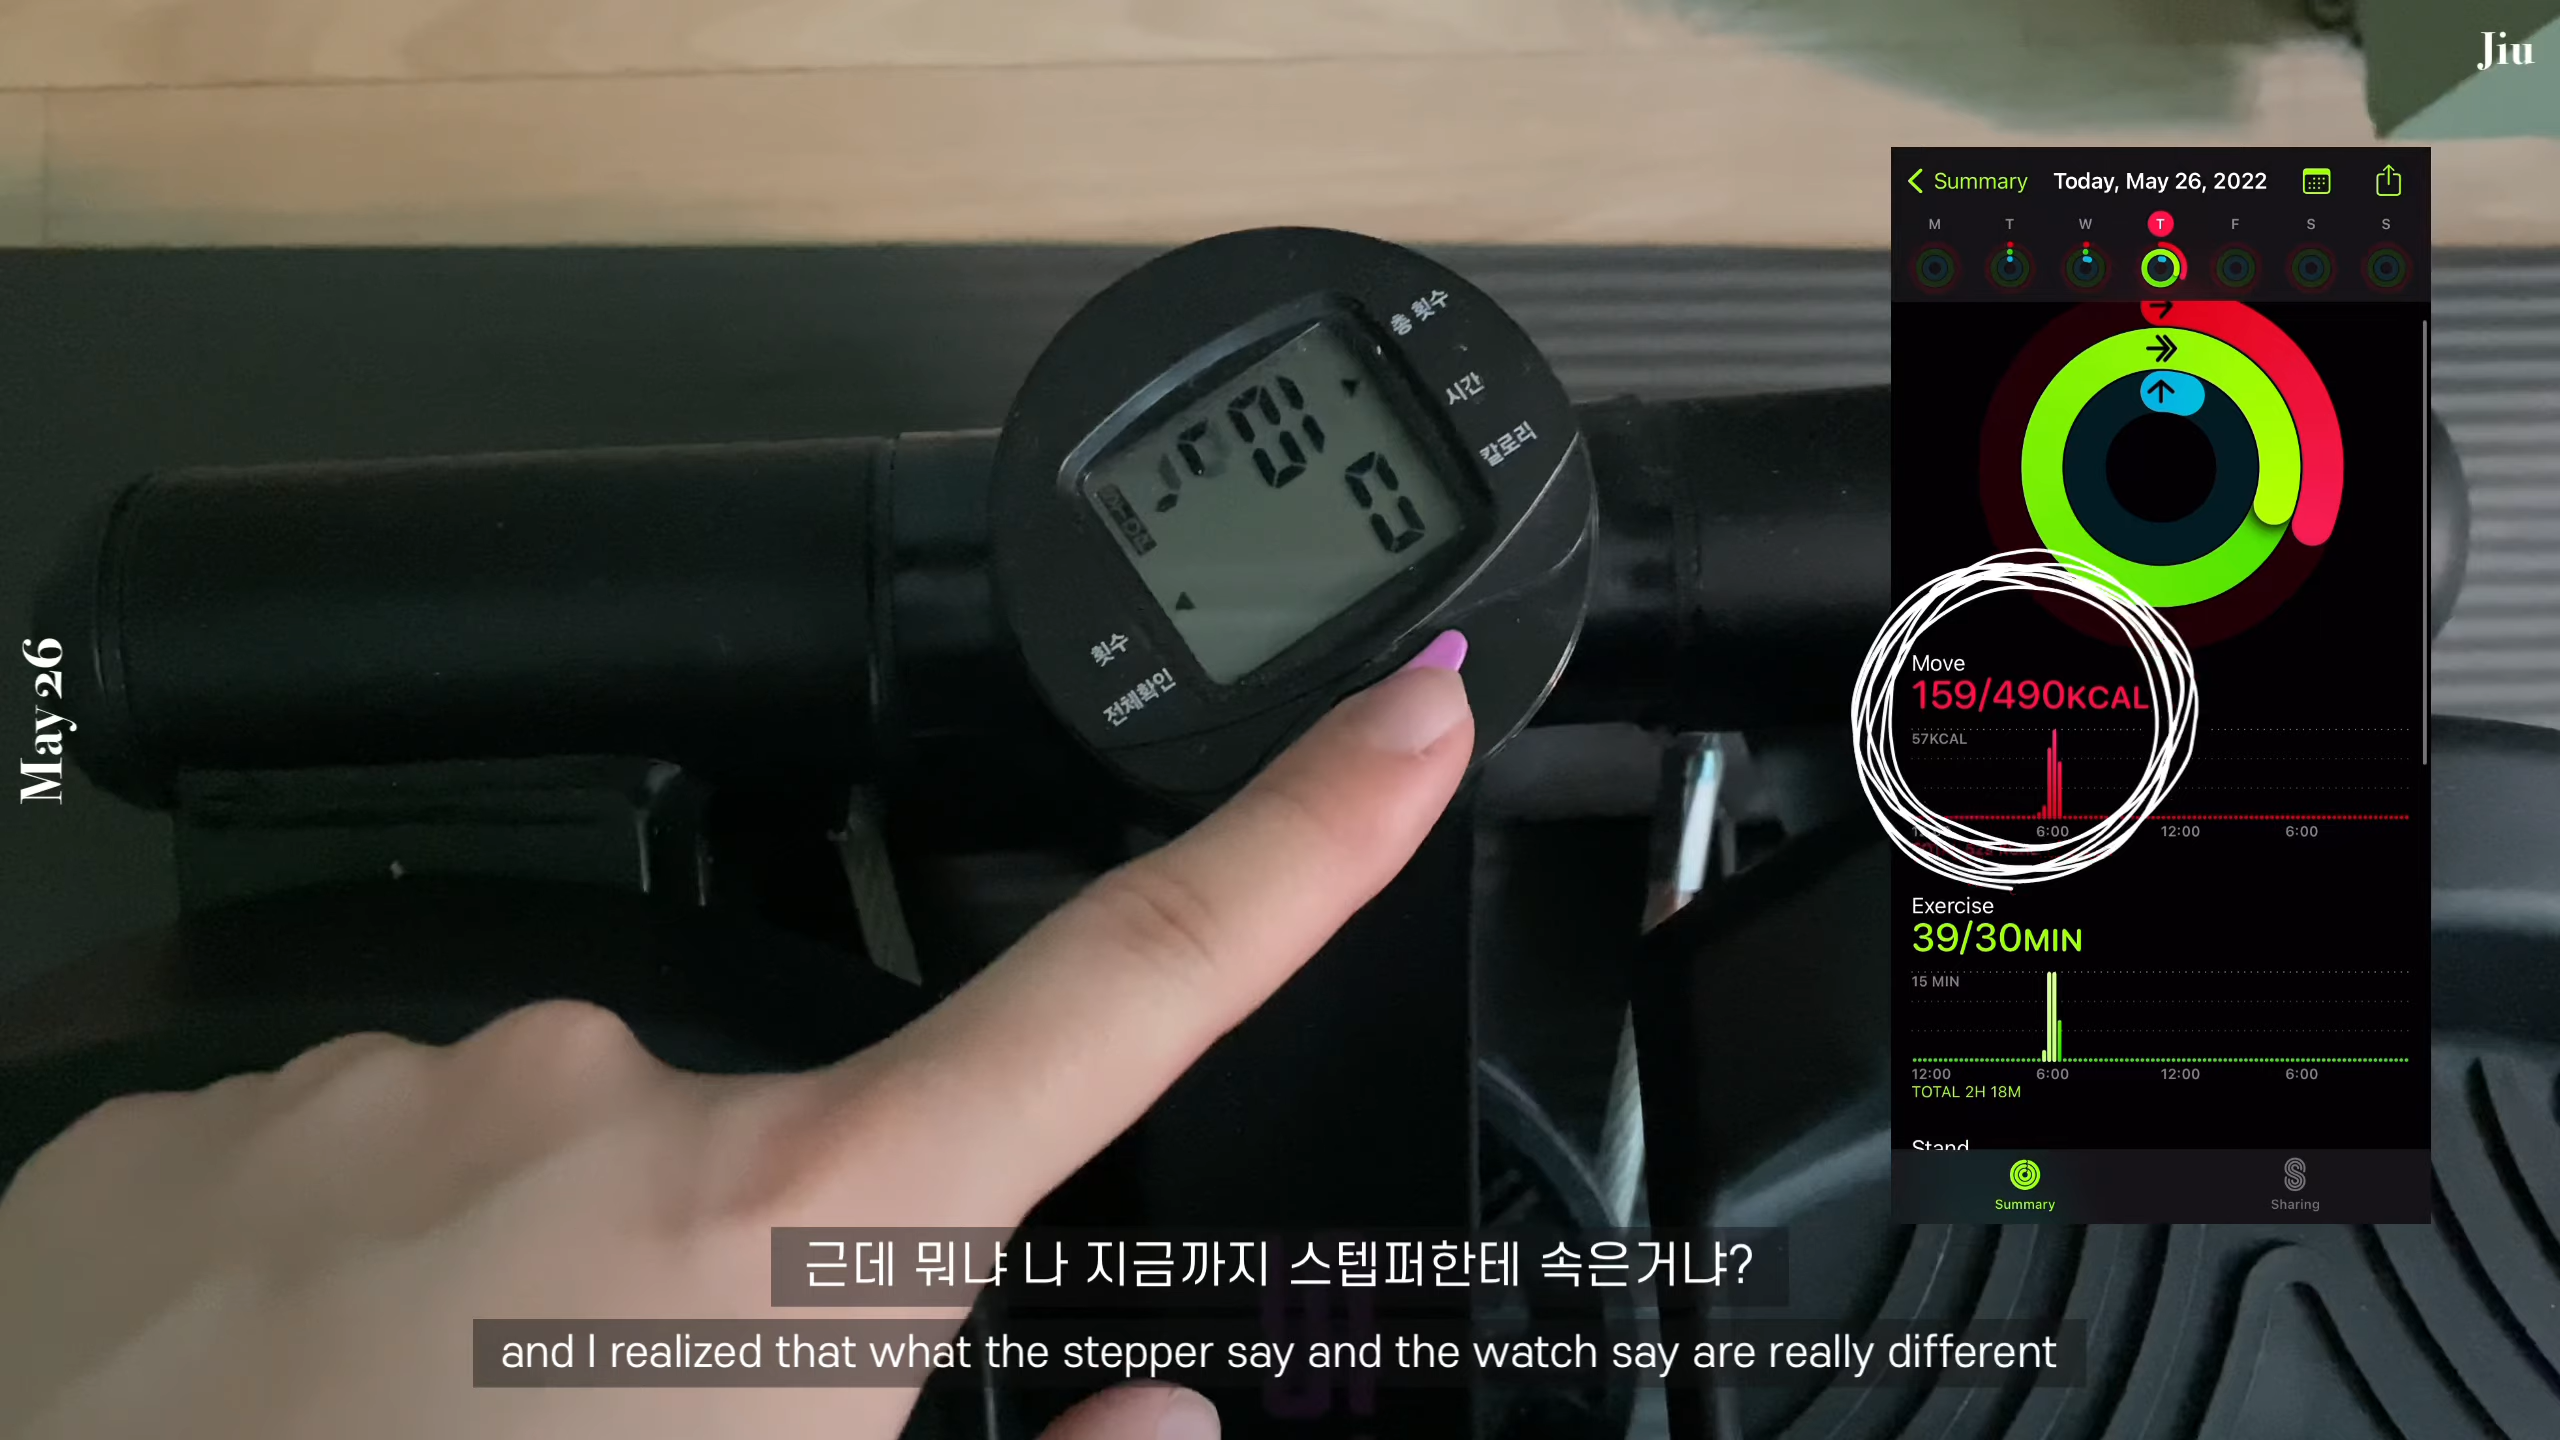 Jiu
May 26
총 횟수
시간
칼로리
횟수
전체확인
Summary
Today, May 26, 2022
M T W T F S S
Move
159/490KCAL
57KCAL
6:00 12:00 6:00
Exercise
39/30MIN
15 MIN
12:00 6:00 12:00 6:00
TOTAL 2H 18M
Stand
Summary
Sharing
근데 뭐냐 나 지금까지 스텝퍼한테 속은거냐?
and I realized that what the stepper say and the watch say are really different